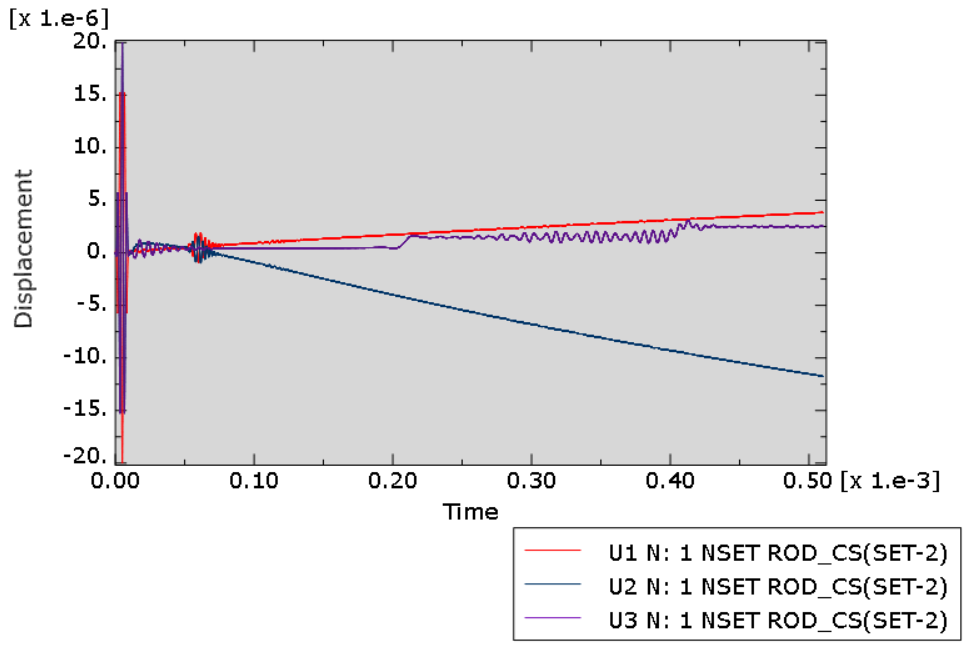 [x 1.e-6]
20.
15.
10.
5.
0.
-5.
-10.
-15.
-20.
Displacement
0.00 0.10 0.20 0.30 0.40 0.50 [x 1.e-3]
Time
U1 N: 1 NSET ROD_CS(SET-2)
U2 N: 1 NSET ROD_CS(SET-2)
U3 N: 1 NSET ROD_CS(SET-2)